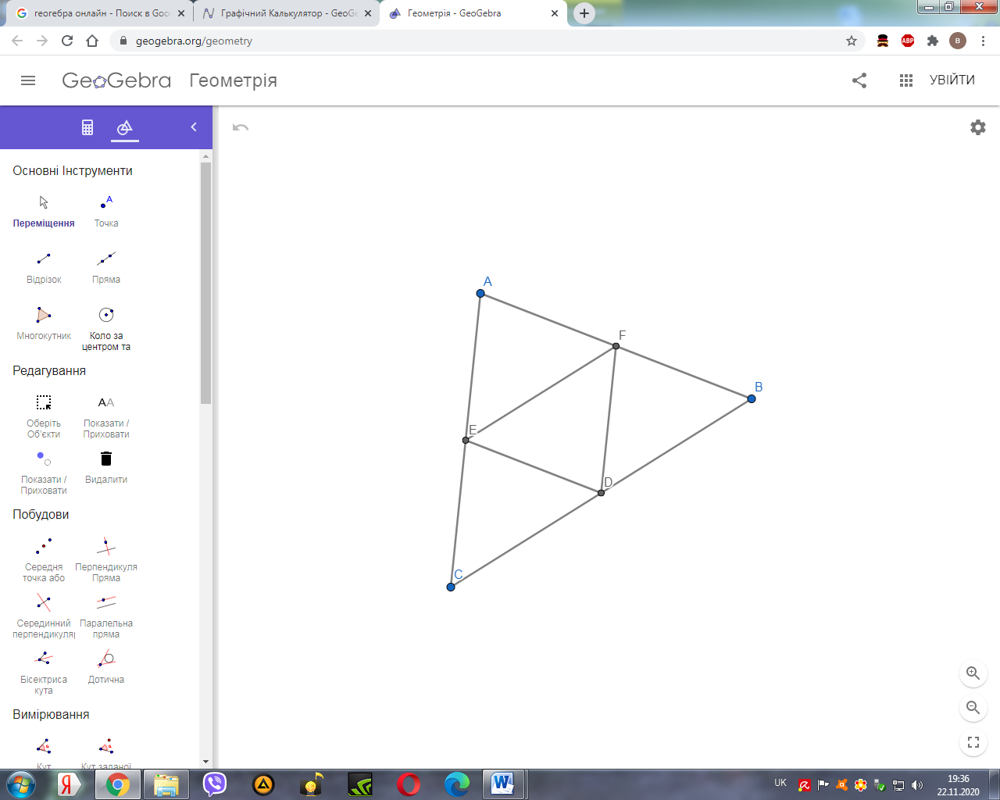 геогебра онлайн - Поиск в Goo
Графічний Калькулятор - GeoGe
Геометрія - GeoGebra
geogebra.org/geometry
ABP
B
GeoGebra
Геометрія
УВІЙТИ
Основні Інструменти
A
Переміщення
Точка
Відрізок
Пряма
Многокутник
Коло за
центром та
Редагування
AA
Оберіть
Об'єкти
Показати /
Приховати
Показати /
Приховати
Видалити
Побудови
Середня
точка або
Перпендикуля
Пряма
Серединний
перпендикуляр
Паралельна
пряма
Бісектриса
кута
Дотична
Вимірювання
Кут
Кут заданої
A
F
B
E
D
C
Я
W
UK
19:36
22.11.2020